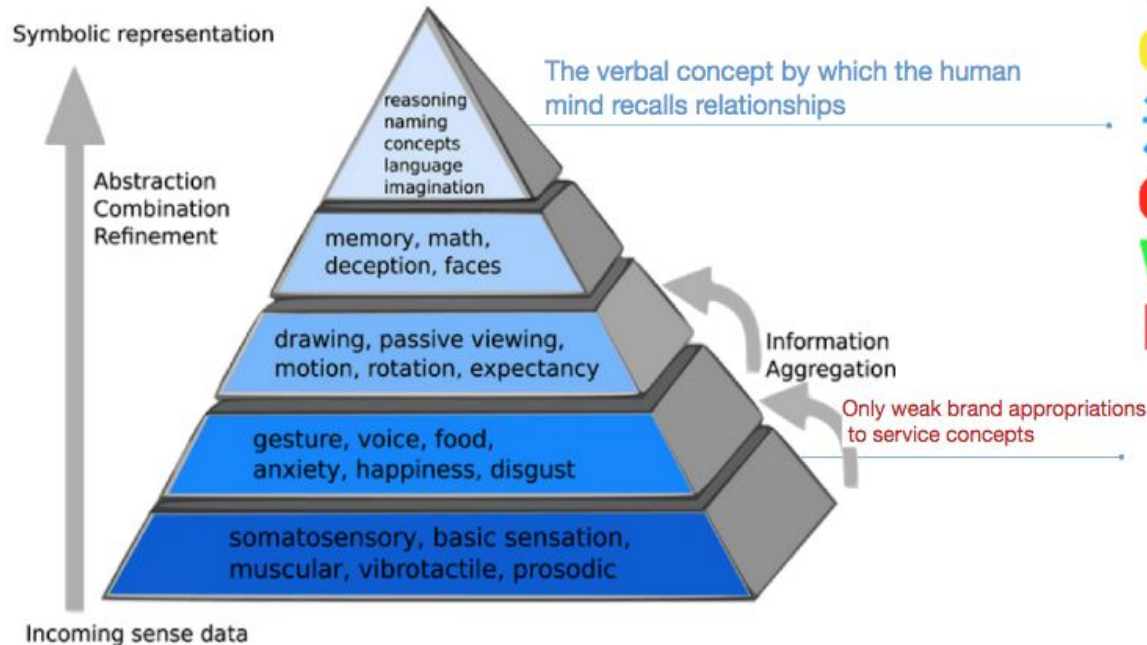 Symbolic representation
The verbal concept by which the human
mind recalls relationships
reasoning
naming
concepts
language
imagination
Abstraction
Combination
Refinement
memory, math,
deception, faces
drawing, passive viewing,
motion, rotation, expectancy
Information
Aggregation
Only weak brand appropriations
to service concepts
gesture, voice, food,
anxiety, happiness, disgust
somatosensory, basic sensation,
muscular, vibrotactile, prosodic
Incoming sense data